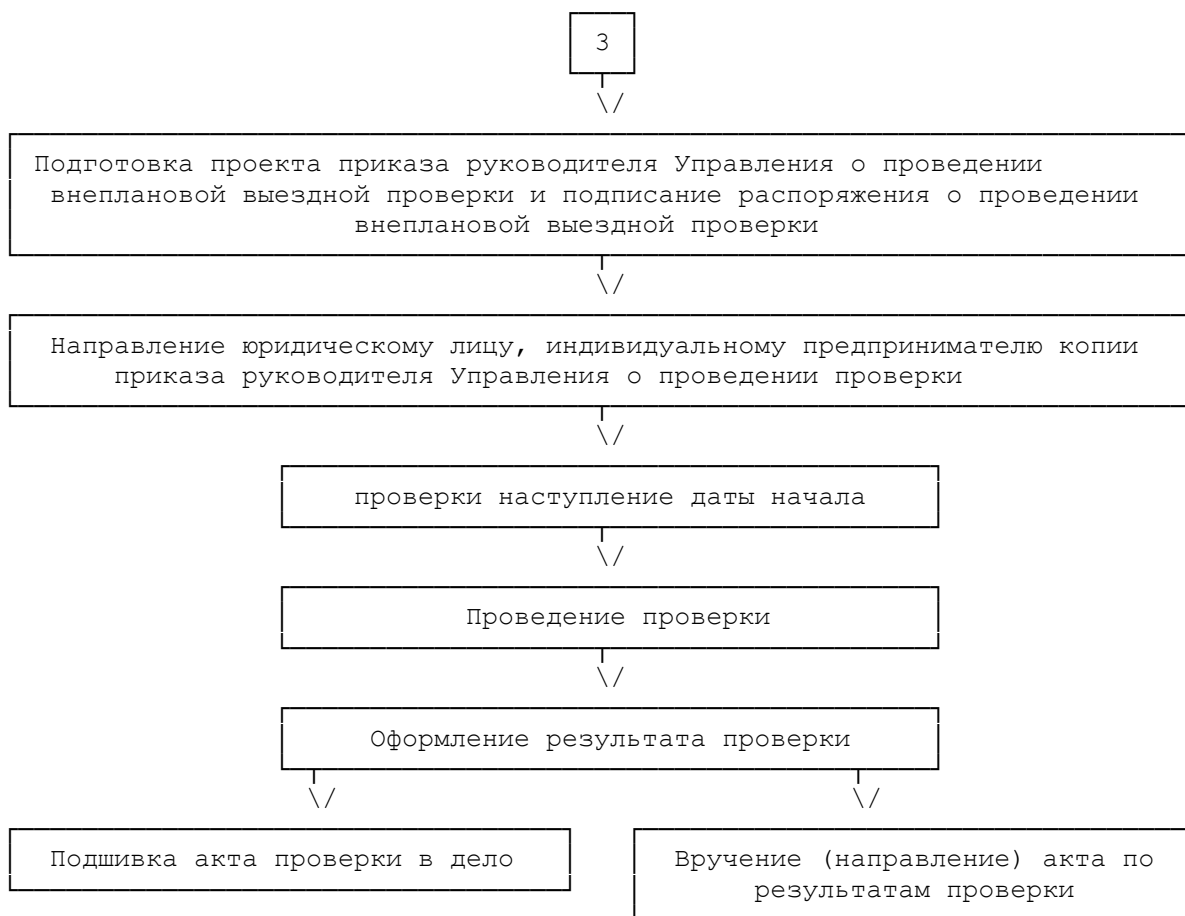 3
Подготовка проекта приказа руководителя Управления о проведении
внеплановой выездной проверки и подписание распоряжения о проведении
внеплановой выездной проверки
Направление юридическому лицу, индивидуальному предпринимателю копии
приказа руководителя Управления о проведении проверки
проверки наступление даты начала
Проведение проверки
Оформление результата проверки
Подшивка акта проверки в дело
Вручение (направление) акта по
результатам проверки